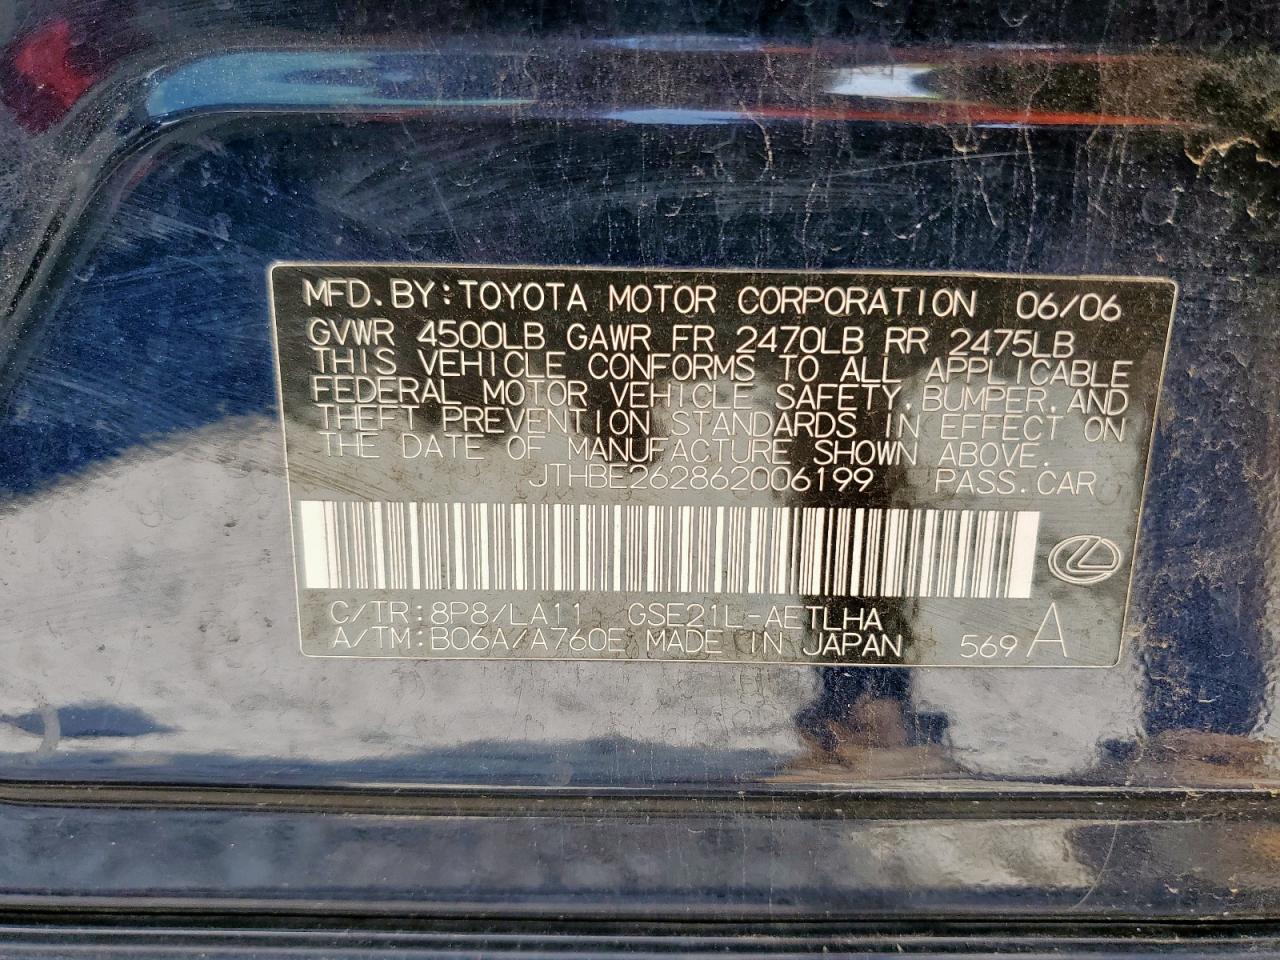 MFD.BY:TOYOTA MOTOR CORPORATION 06/06
GVWR 4500LB GAWR FR 2470LB RR 2475LB
THIS VEHICLE CONFORMS TO ALL APPLICABLE
FEDERAL MOTOR VEHICLE SAFETY,BUMPER,AND
THEFT PREVENTION STANDARDS IN EFFECT ON
THE DATE OF MANUFACTURE SHOWN ABOVE.
JTHBE262862006199 PASS.CAR
C/TR:8P8/LA11 GSE21L-AETLHA
A/TM:B06A/A760E MADE IN JAPAN 569 A